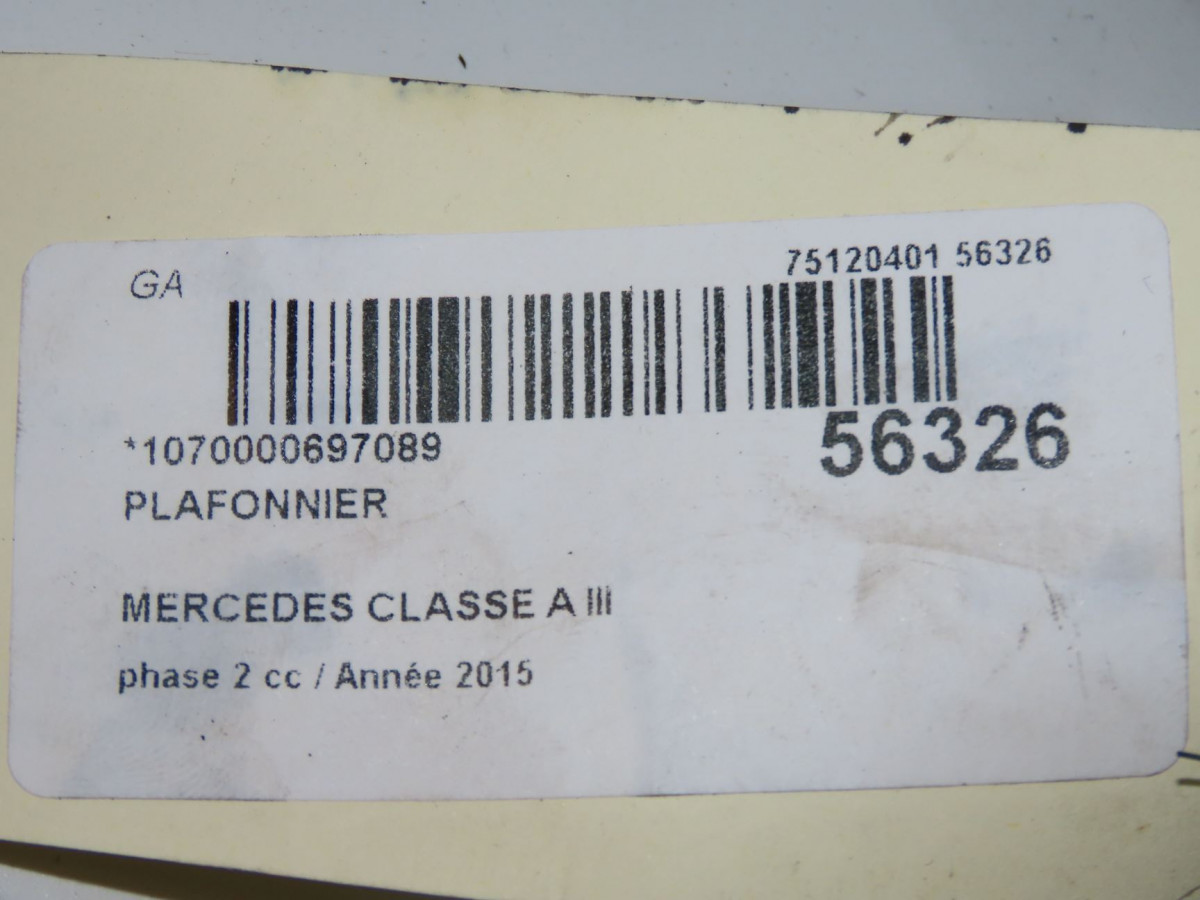 GA
75120401 56326
*1070000697089
56326
PLAFONNIER
MERCEDES CLASSE A III
phase 2 cc / Année 2015